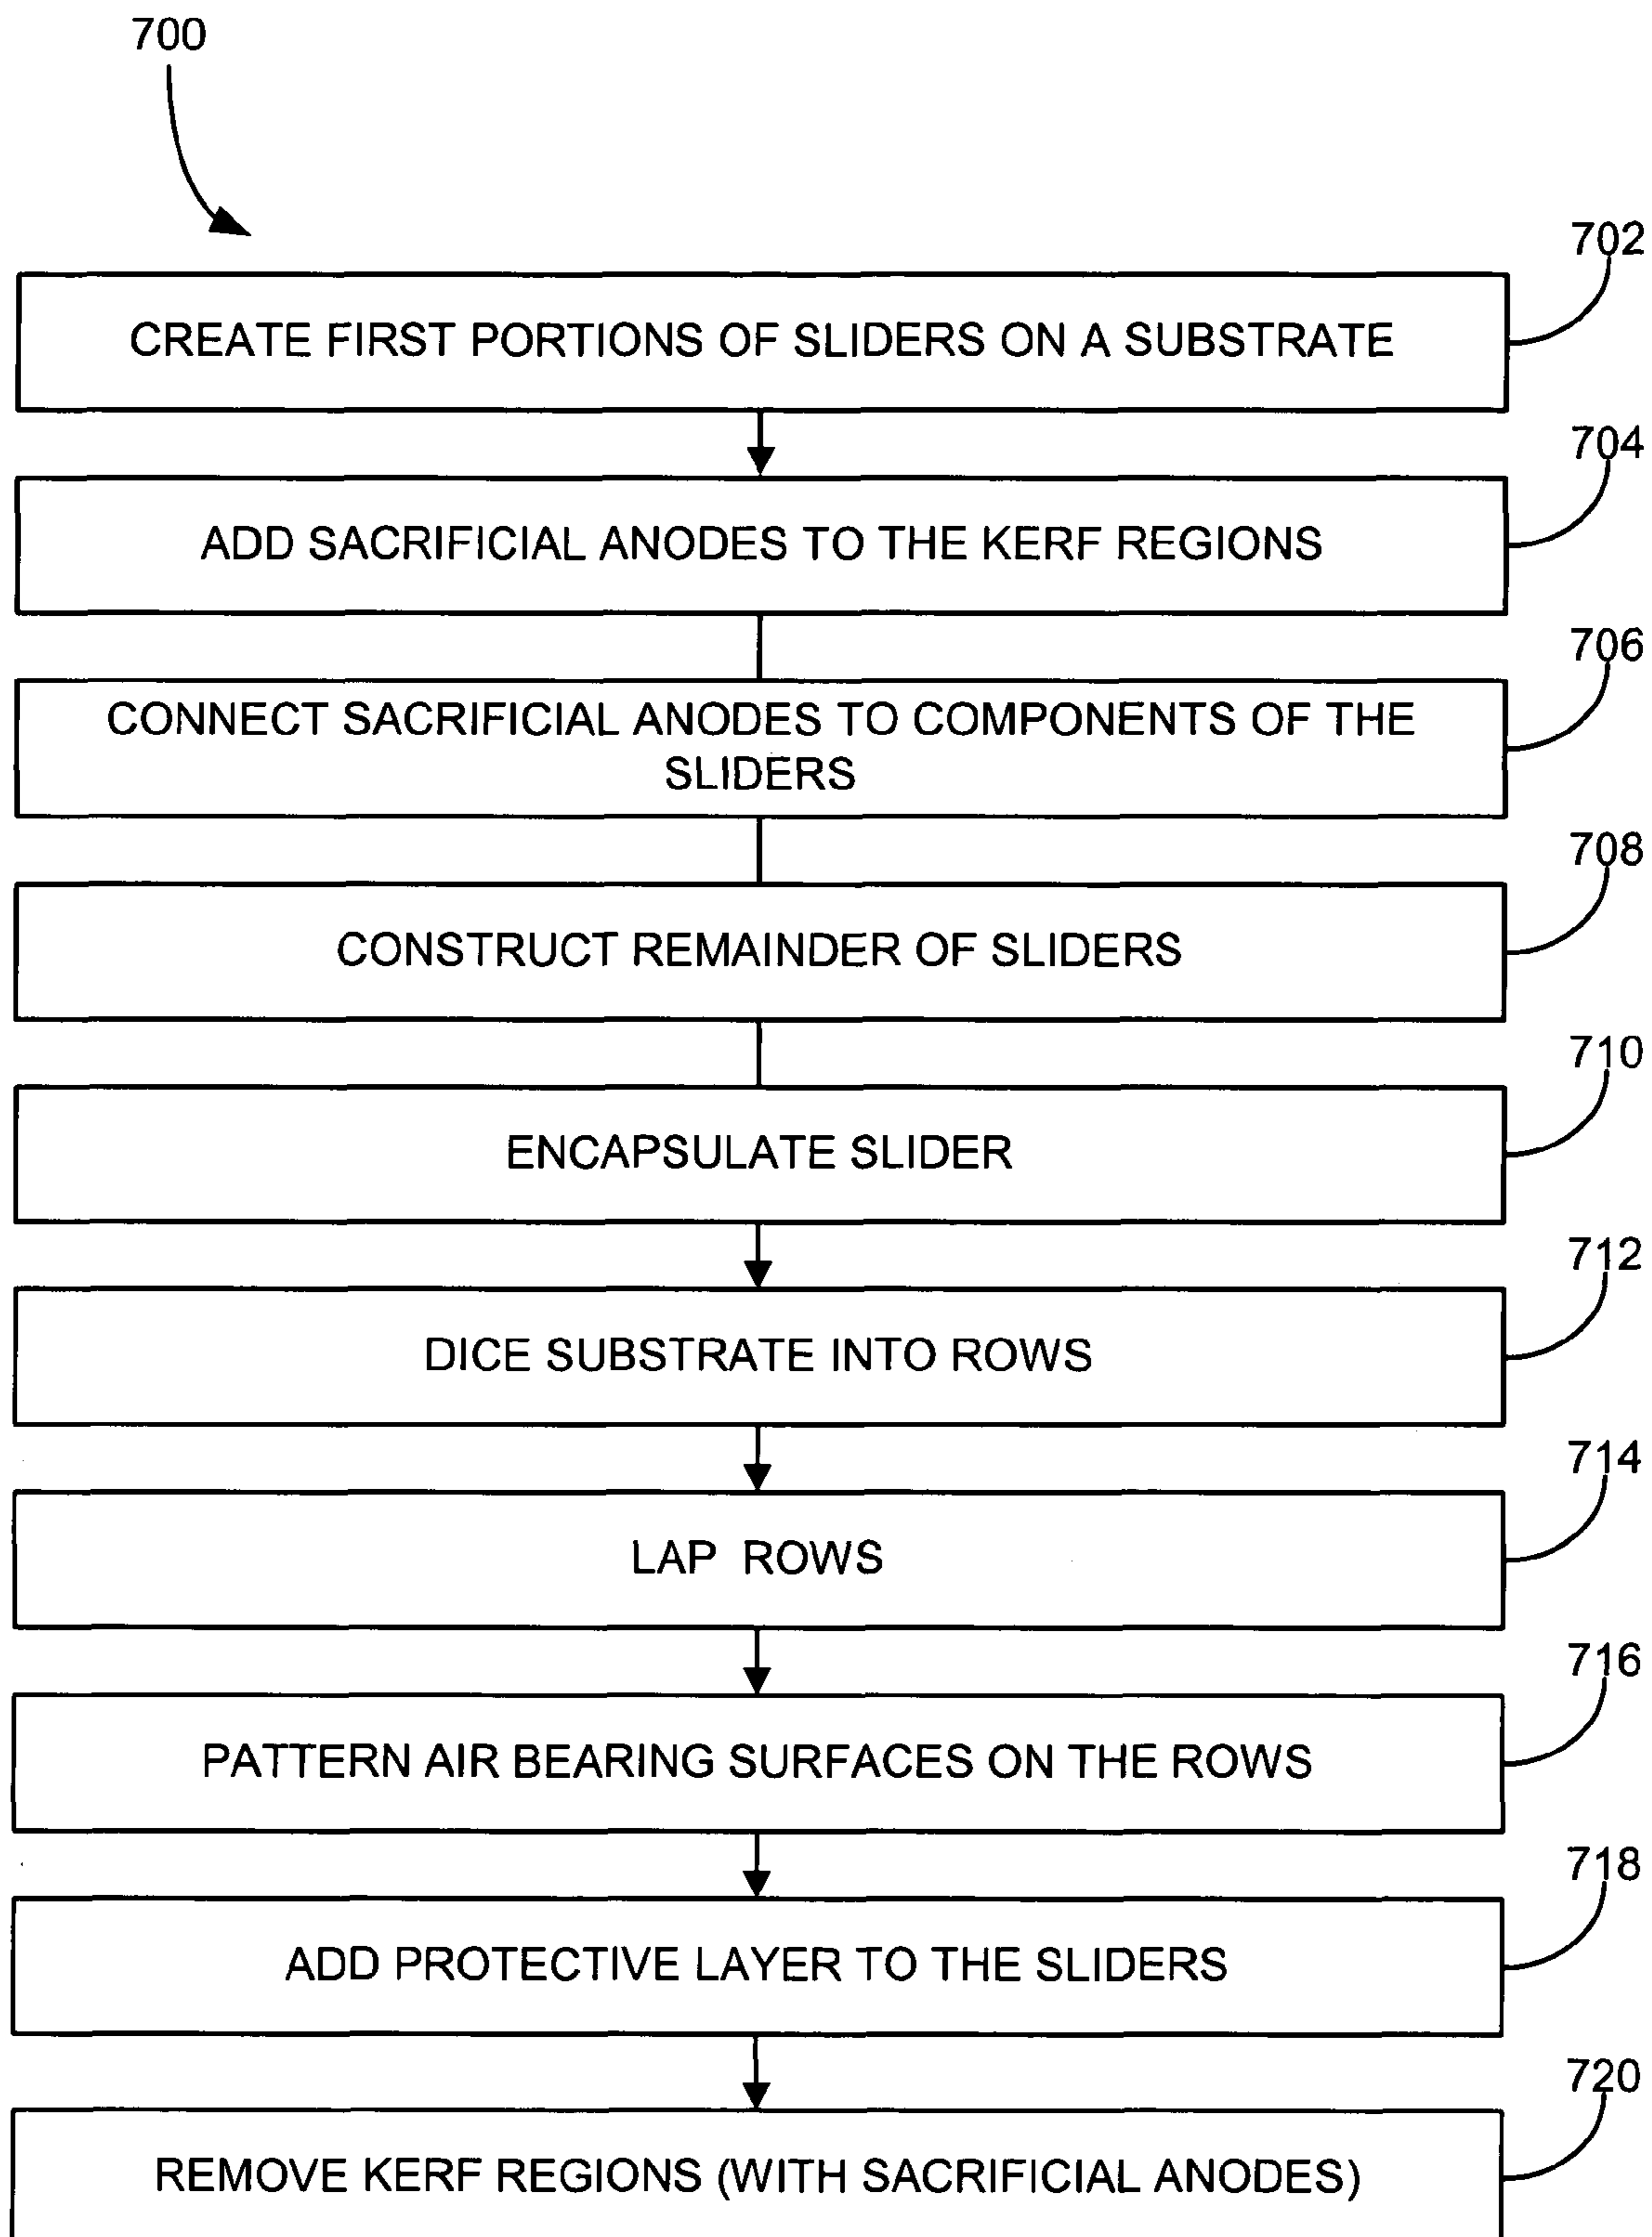 700
702
CREATE FIRST PORTIONS OF SLIDERS ON A SUBSTRATE
704
ADD SACRIFICIAL ANODES TO THE KERF REGIONS
706
CONNECT SACRIFICIAL ANODES TO COMPONENTS OF THE
SLIDERS
708
CONSTRUCT REMAINDER OF SLIDERS
710
ENCAPSULATE SLIDER
712
DICE SUBSTRATE INTO ROWS
714
LAP ROWS
716
PATTERN AIR BEARING SURFACES ON THE ROWS
718
ADD PROTECTIVE LAYER TO THE SLIDERS
720
REMOVE KERF REGIONS (WITH SACRIFICIAL ANODES)